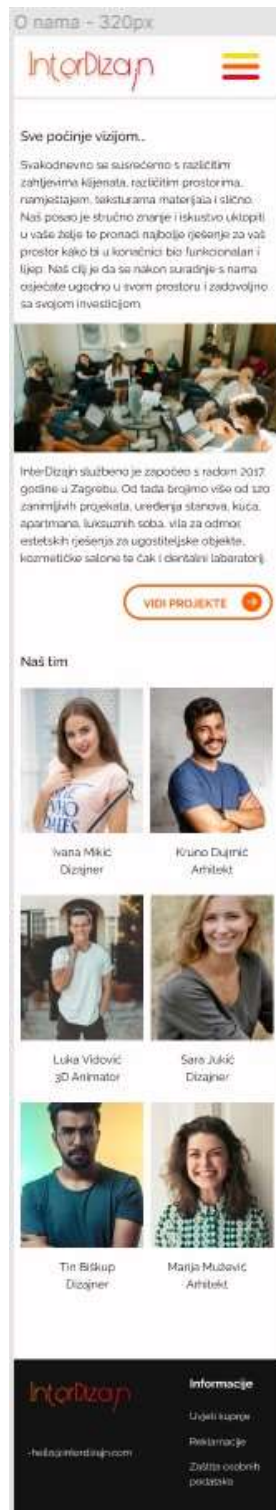 O nama - 320px
InterDizajn
Sve počinje vizijom...
Svakodnevno se susrećemo s različitim
zahtjevima klijenata, različitim prostorima,
namještajem, teksturama materijala i slično.
Naš posao je stručno znanje i iskustvo uklopiti
u vaše želje te pronaći najbolje rješenje za vaš
prostor kako bi u konačnici bio funkcionalan i
lijep. Naš cilj je da se nakon suradnje s nama
osjećate ugodno u svom prostoru i zadovoljno
sa svojom investicijom.
InterDizajn službeno je započeo s radom 2017.
godine u Zagrebu. Od tada brojimo više od 120
zanimljivih projekata, uređenja stanova, kuća,
apartmana, luksuznih soba, vila za odmor,
estetskih rješenja za ugostiteljske objekte,
kozmetičke salone te čak i dentalni laboratorij.
VIDI PROJEKTE
Naš tim
Ivana Mikić
Dizajner
Kruno Dujmić
Arhitekt
Luka Vidović
3D Animator
Sara Jukić
Dizajner
Tin Biškup
Dizajner
Marija Mužević
Arhitekt
InterDizajn
-hello@interdizajn.com
Informacije
Uvjeti kupnje
Reklamacije
Zaštita osobnih
podataka